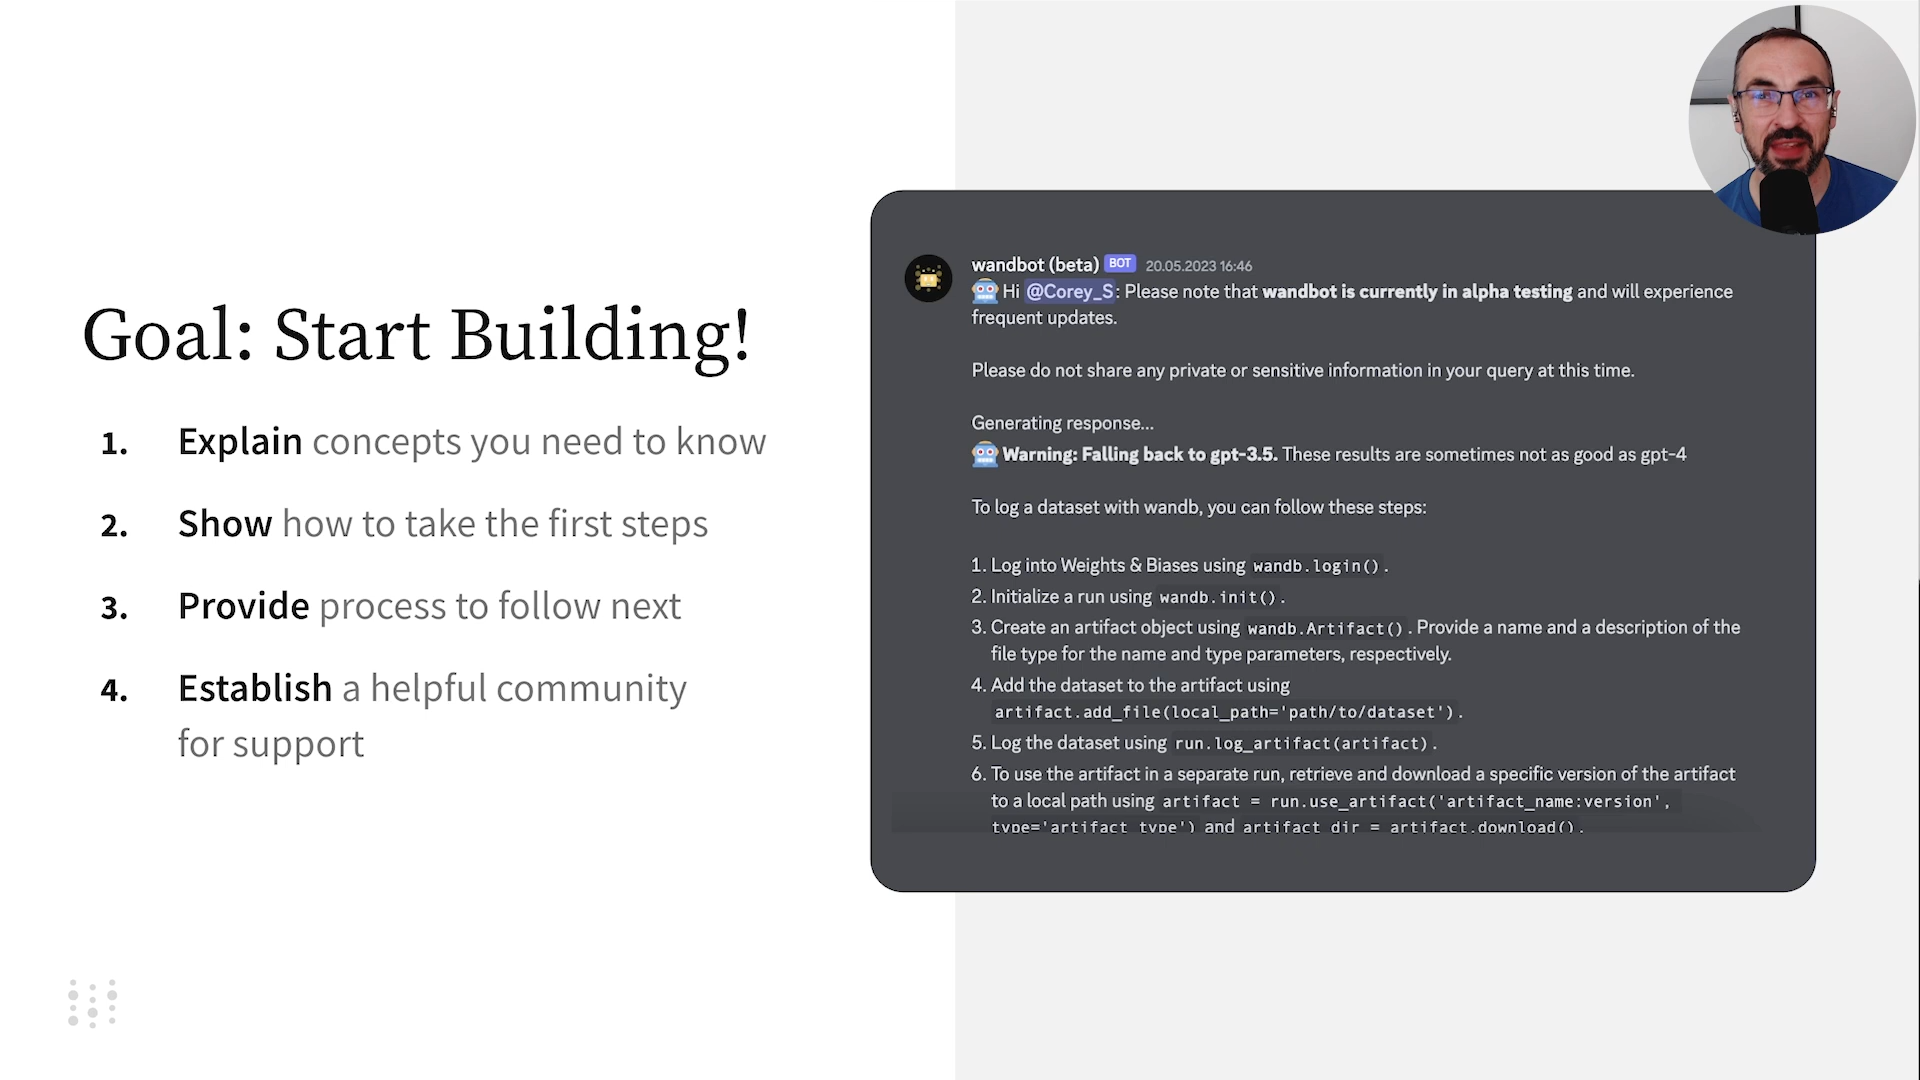 Goal: Start Building!
1. Explain concepts you need to know
2. Show how to take the first steps
3. Provide process to follow next
4. Establish a helpful community
for support
wandbot (beta) BOT 20.05.2023 16:46
Hi @Corey_S: Please note that wandbot is currently in alpha testing and will experience
frequent updates.
Please do not share any private or sensitive information in your query at this time.
Generating response...
Warning: Falling back to gpt-3.5. These results are sometimes not as good as gpt-4
To log a dataset with wandb, you can follow these steps:
1. Log into Weights & Biases using wandb.login().
2. Initialize a run using wandb.init().
3. Create an artifact object using wandb.Artifact(). Provide a name and a description of the
file type for the name and type parameters, respectively.
4. Add the dataset to the artifact using
artifact.add_file(local_path='path/to/dataset').
5. Log the dataset using run.log_artifact(artifact).
6. To use the artifact in a separate run, retrieve and download a specific version of the artifact
to a local path using artifact = run.use_artifact('artifact_name:version',
type='artifact_type') and artifact_dir = artifact.download().